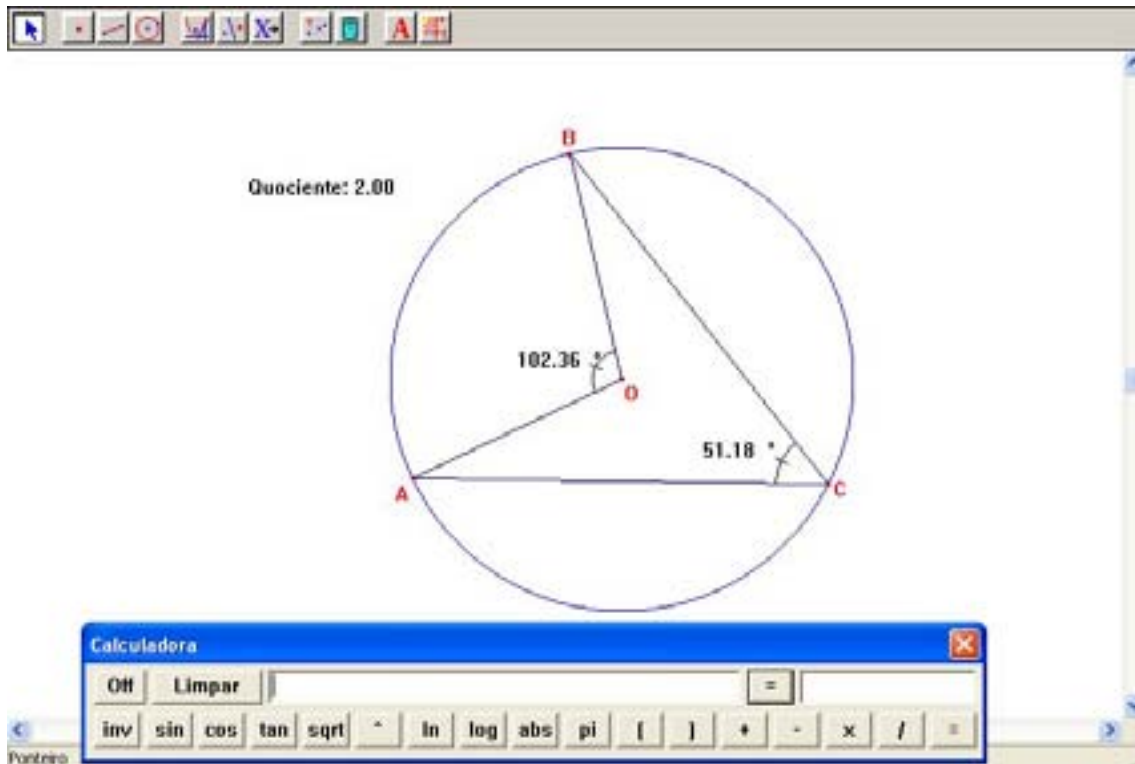 A
B
Quociente: 2.00
102.36 °
O
51.18 °
A
C
Calculadora
Off Limpar =
inv sin cos tan sqrt ^ ln log abs pi ( ) + - x / =
Ponteiro